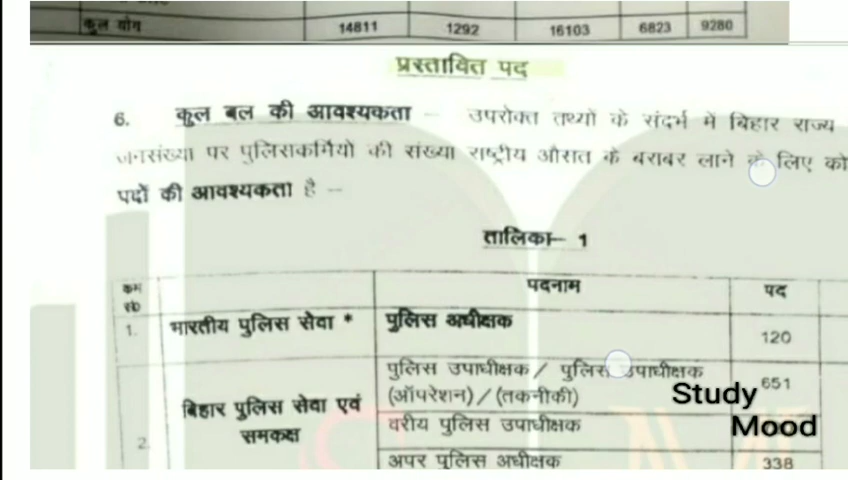 कुल योग 14811 1292 16103 6823 9280
प्रस्तावित पद
6. कुल बल की आवश्यकता – उपरोक्त तथ्यों के संदर्भ में बिहार राज्य
जनसंख्या पर पुलिसकर्मियों की संख्या राष्ट्रीय औसत के बराबर लाने के लिए
पदों की आवश्यकता है –
तालिका– 1
क्रम सं0 पदनाम पद
1. भारतीय पुलिस सेवा * पुलिस अधीक्षक 120
पुलिस उपाधीक्षक / पुलिस उपाधीक्षक
(ऑपरेशन) / (तकनीकी) 651
2. बिहार पुलिस सेवा एवं
समकक्ष
वरीय पुलिस उपाधीक्षक
अपर पुलिस अधीक्षक 338
Study
Mood